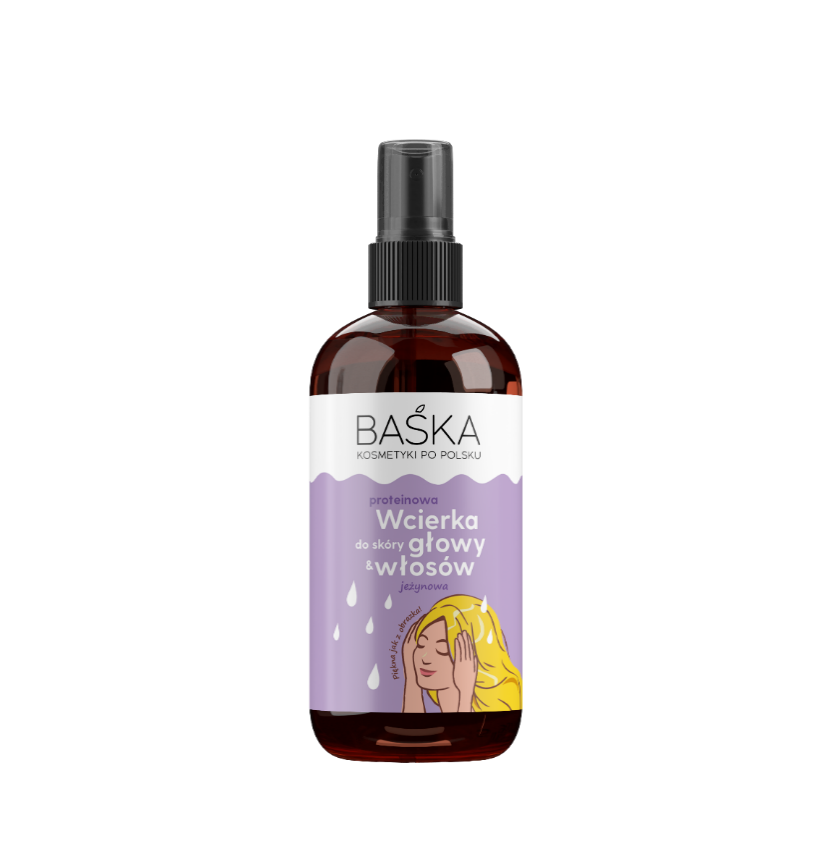 BAŚKA
KOSMETYKI PO POLSKU
proteinowa
Wcierka
do skóry głowy
& włosów
jeżynowa
Piękna jak z obrazka!